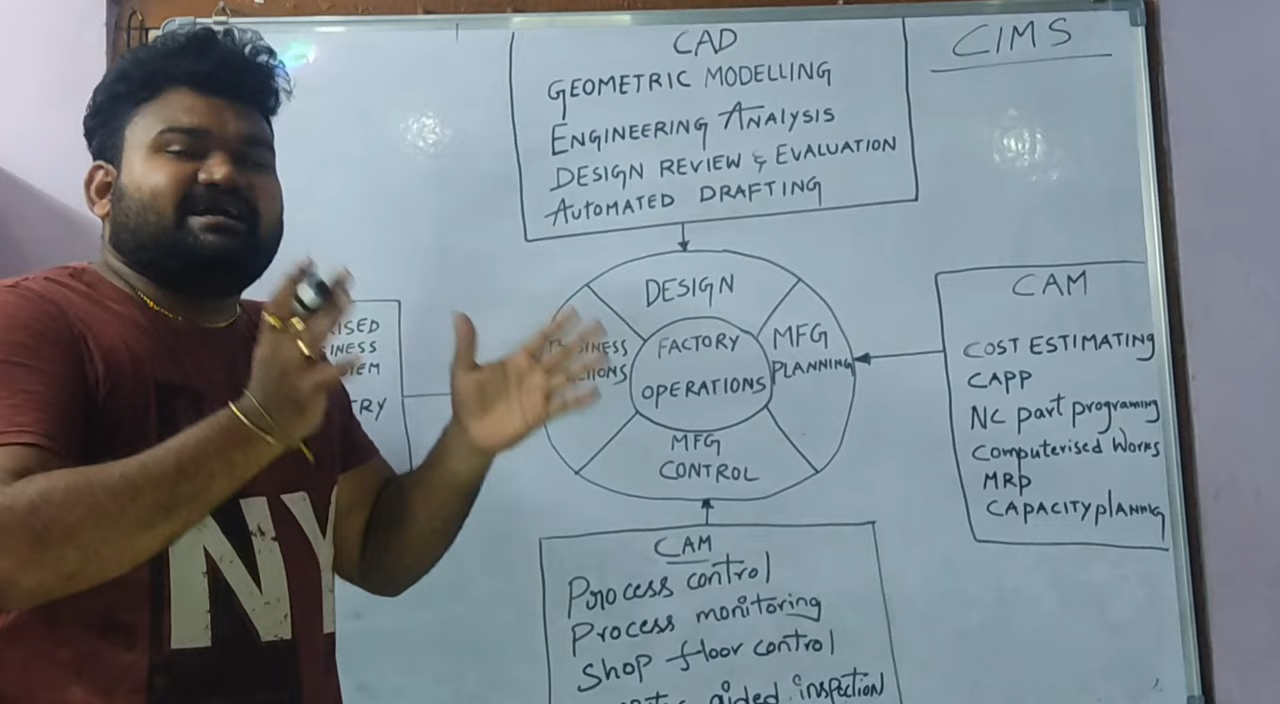 CIMS
CAD
GEOMETRIC MODELLING
ENGINEERING ANALYSIS
DESIGN REVIEW & EVALUATION
AUTOMATED DRAFTING
DESIGN
MFG
PLANNING
FACTORY
OPERATIONS
MFG
CONTROL
CAM
COST ESTIMATING
CAPP
NC part programing
Computerised Works
MRP
CAPACITY planning
CAM
Process control
Process monitoring
Shop floor control
aided inspection
NY